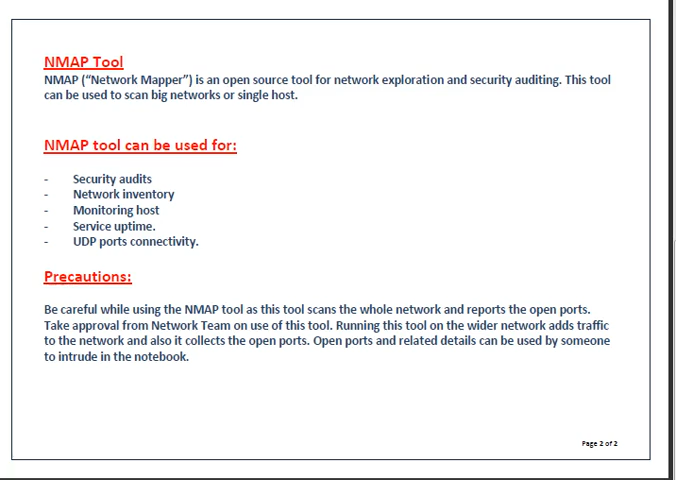 NMAP Tool
NMAP (“Network Mapper”) is an open source tool for network exploration and security auditing. This tool
can be used to scan big networks or single host.
NMAP tool can be used for:
- Security audits
- Network inventory
- Monitoring host
- Service uptime.
- UDP ports connectivity.
Precautions:
Be careful while using the NMAP tool as this tool scans the whole network and reports the open ports.
Take approval from Network Team on use of this tool. Running this tool on the wider network adds traffic
to the network and also it collects the open ports. Open ports and related details can be used by someone
to intrude in the notebook.
Page 2 of 2